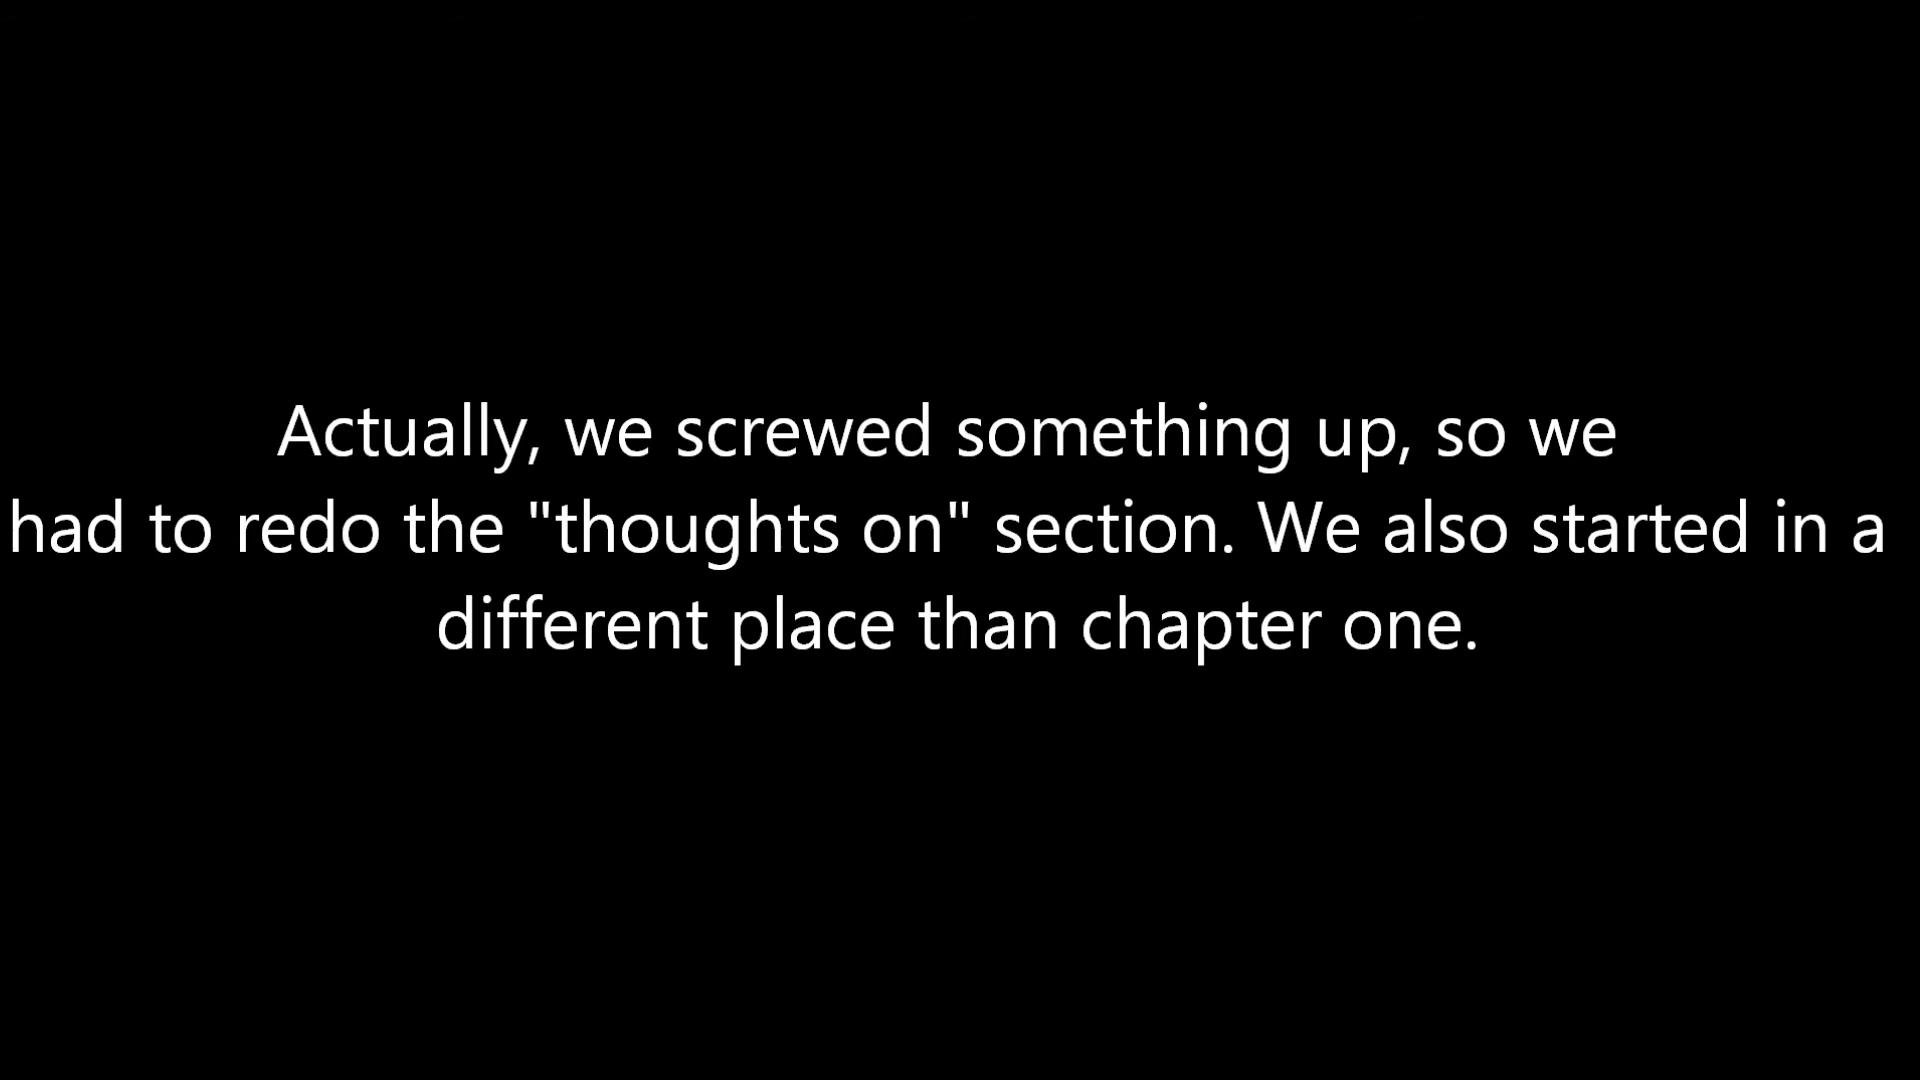 Actually, we screwed something up, so we
had to redo the "thoughts on" section. We also started in a
different place than chapter one.